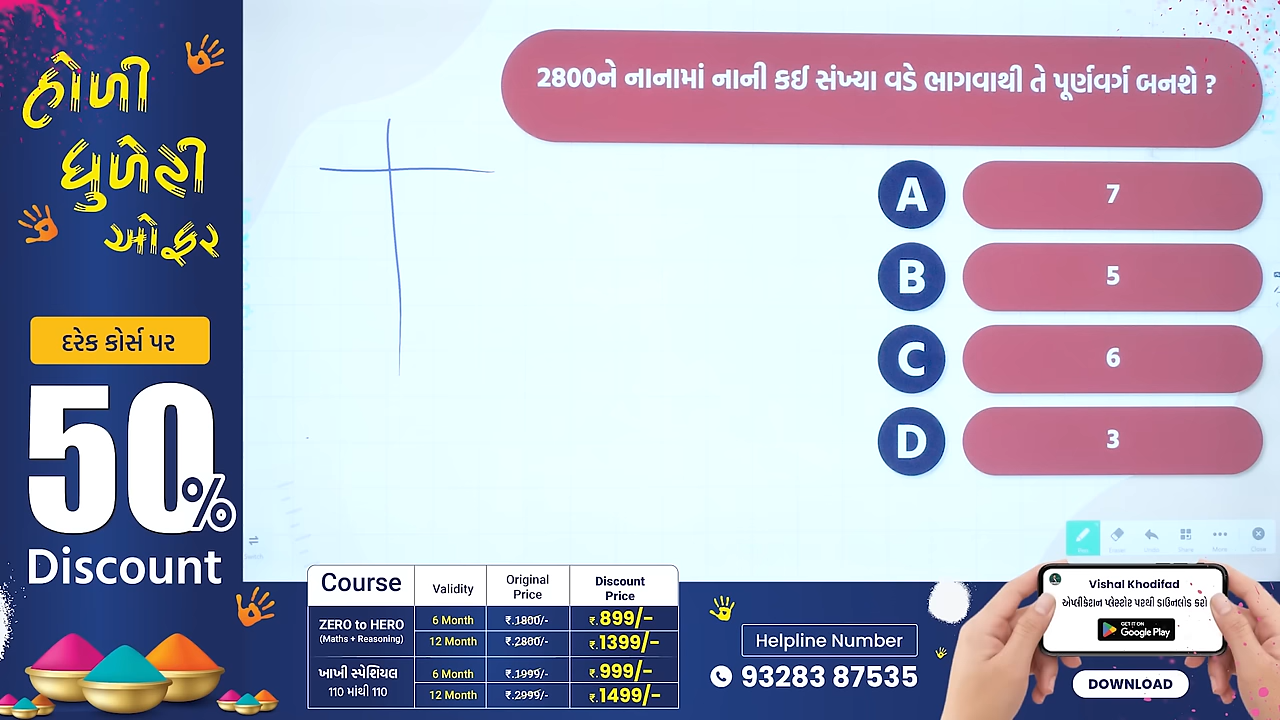 હોળી
ધુળેટી
ઓફર
દરેક કોર્સ પર
50%
Discount
2800ને નાનામાં નાની કઈ સંખ્યા વડે ભાગવાથી તે પૂર્ણવર્ગ બનશે ?
A 7
B 5
C 6
D 3
Course Validity Original Price Discount Price
ZERO to HERO (Maths + Reasoning)
6 Month ₹.1800/- ₹.899/-
12 Month ₹.2800/- ₹.1399/-
ખાખી સ્પેશિયલ
110 માંથી 110
6 Month ₹.1999/- ₹.999/-
12 Month ₹.2999/- ₹.1499/-
Helpline Number
93283 87535
Vishal Khodifad
એપ્લીકેશન પ્લેસ્ટોર પરથી ડાઉનલોડ કરો
GET IT ON
Google Play
DOWNLOAD